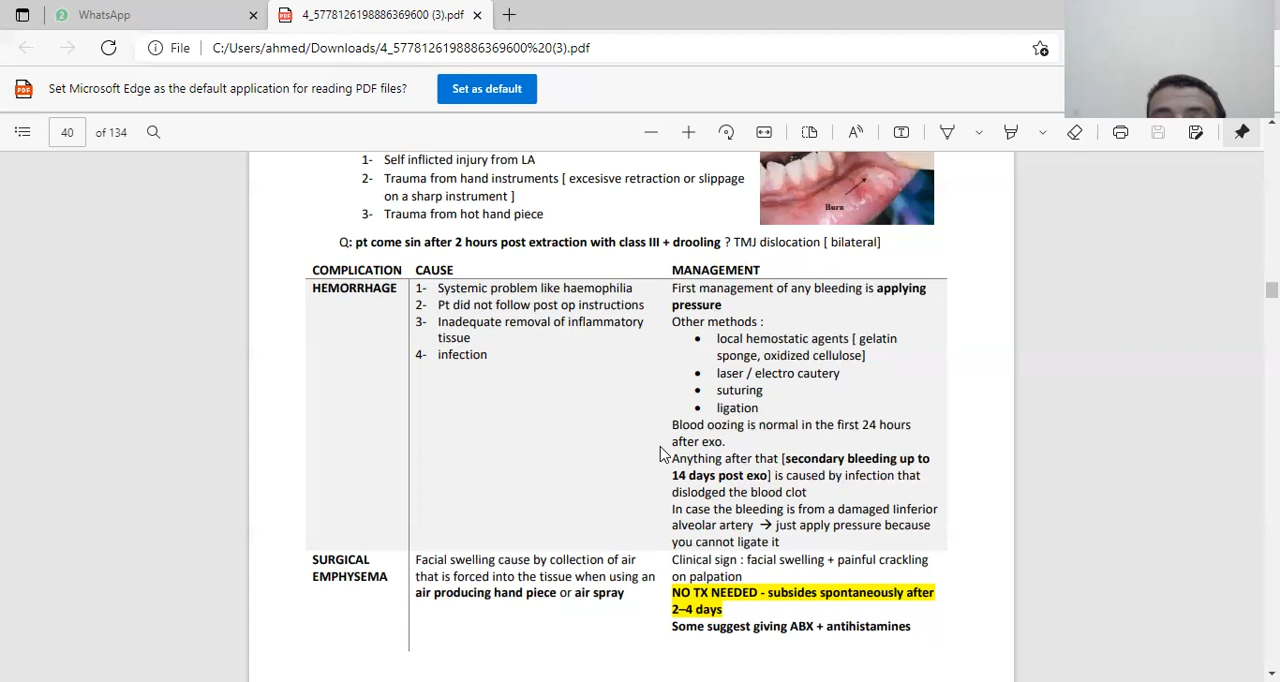 WhatsApp
4_5778126198886369600 (3).pdf
File C:/Users/ahmed/Downloads/4_5778126198886369600%20(3).pdf
Set Microsoft Edge as the default application for reading PDF files? Set as default
40 of 134
1- Self inflicted injury from LA
2- Trauma from hand instruments [ excesisve retraction or slippage
on a sharp instrument ]
3- Trauma from hot hand piece
Burn
Q: pt come sin after 2 hours post extraction with class III + drooling ? TMJ dislocation [ bilateral]
COMPLICATION CAUSE MANAGEMENT
HEMORRHAGE
1- Systemic problem like haemophilia
2- Pt did not follow post op instructions
3- Inadequate removal of inflammatory
tissue
4- infection
First management of any bleeding is applying
pressure
Other methods :
• local hemostatic agents [ gelatin
sponge, oxidized cellulose]
• laser / electro cautery
• suturing
• ligation
Blood oozing is normal in the first 24 hours
after exo.
Anything after that [secondary bleeding up to
14 days post exo] is caused by infection that
dislodged the blood clot
In case the bleeding is from a damaged Iinferior
alveolar artery → just apply pressure because
you cannot ligate it
SURGICAL
EMPHYSEMA
Facial swelling cause by collection of air
that is forced into the tissue when using an
air producing hand piece or air spray
Clinical sign : facial swelling + painful crackling
on palpation
NO TX NEEDED - subsides spontaneously after
2–4 days
Some suggest giving ABX + antihistamines